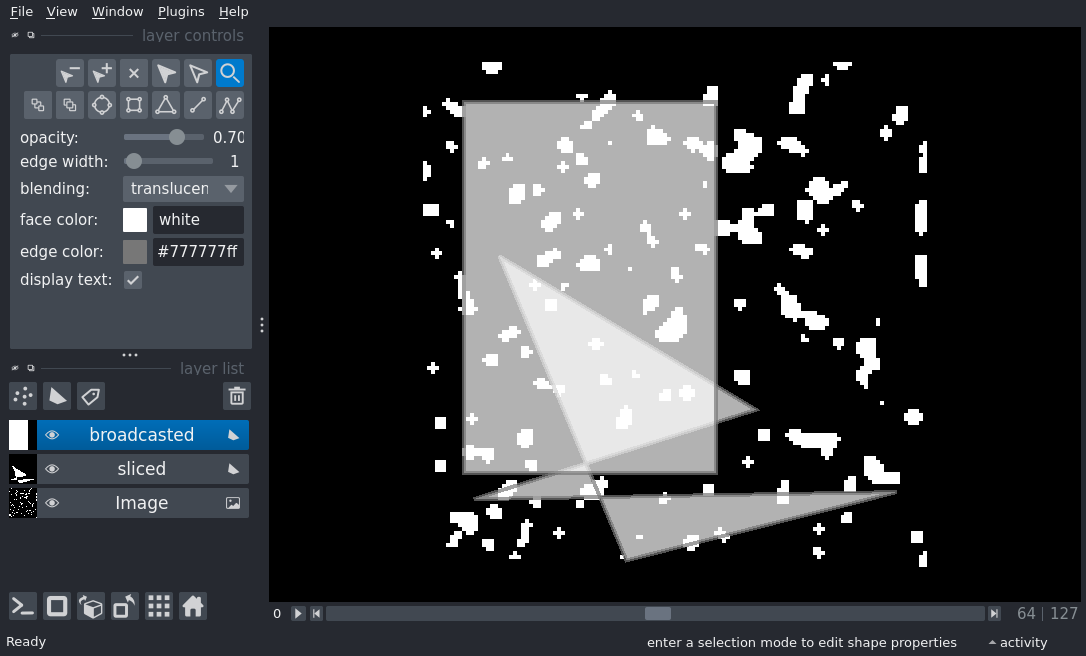 File View Window Plugins Help
layer controls
opacity: 0.70
edge width: 1
blending: translucen
face color: white
edge color: #777777ff
display text:
layer list
broadcasted
sliced
Image
0 64 127
Ready enter a selection mode to edit shape properties activity